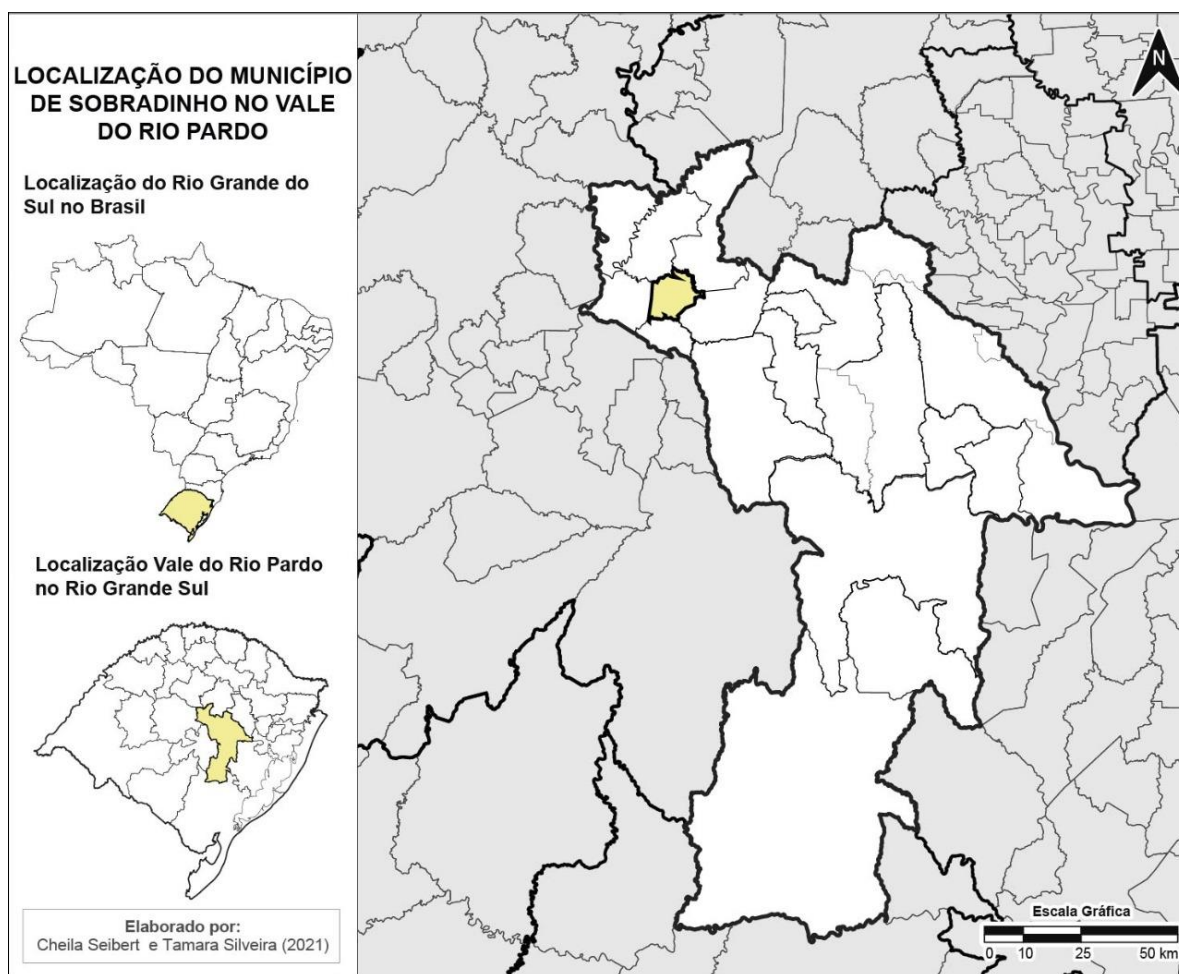 LOCALIZAÇÃO DO MUNICÍPIO
DE SOBRADINHO NO VALE
DO RIO PARDO
Localização do Rio Grande do
Sul no Brasil
Localização Vale do Rio Pardo
no Rio Grande Sul
Elaborado por:
Cheila Seibert e Tamara Silveira (2021)
N
Escala Gráfica
0 10 25 50 km